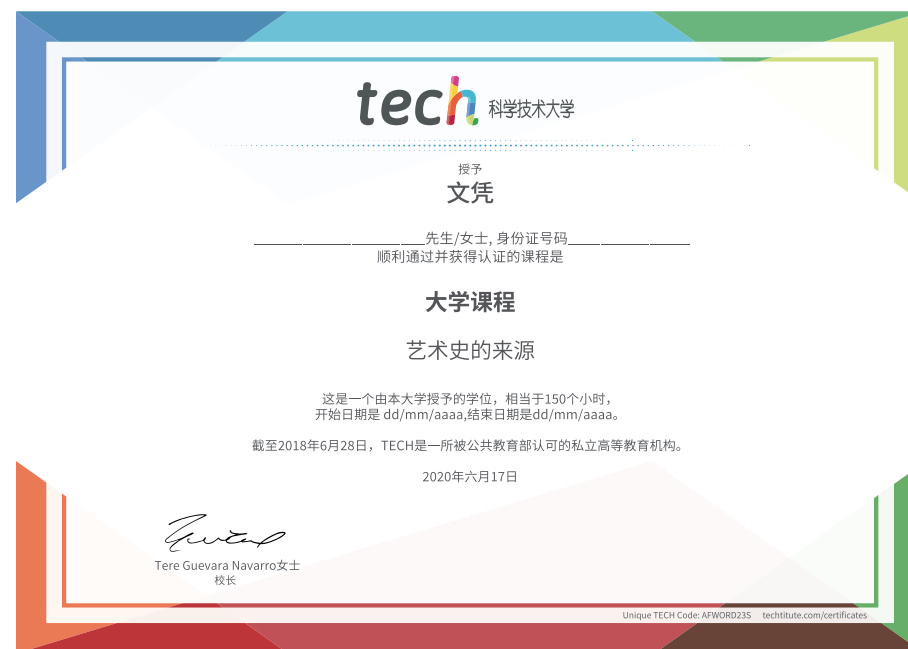 tech 科学技术大学
授予
文凭
先生/女士, 身份证号码
顺利通过并获得认证的课程是
大学课程
艺术史的来源
这是一个由本大学授予的学位，相当于150个小时，
开始日期是 dd/mm/aaaa,结束日期是dd/mm/aaaa。
截至2018年6月28日，TECH是一所被公共教育部认可的私立高等教育机构。
2020年六月17日
Tere Guevara Navarro女士
校长
Unique TECH Code: AFWORD23S techtitute.com/certificates